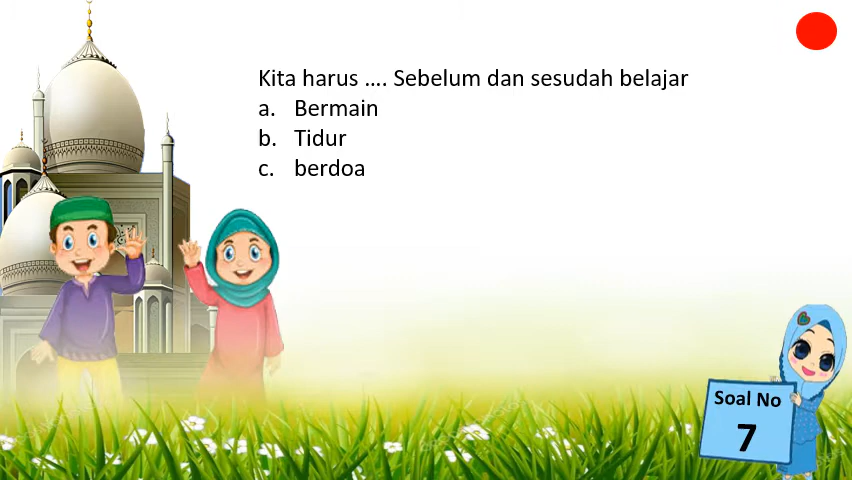 Kita harus .... Sebelum dan sesudah belajar
a. Bermain
b. Tidur
c. berdoa
Soal No
7